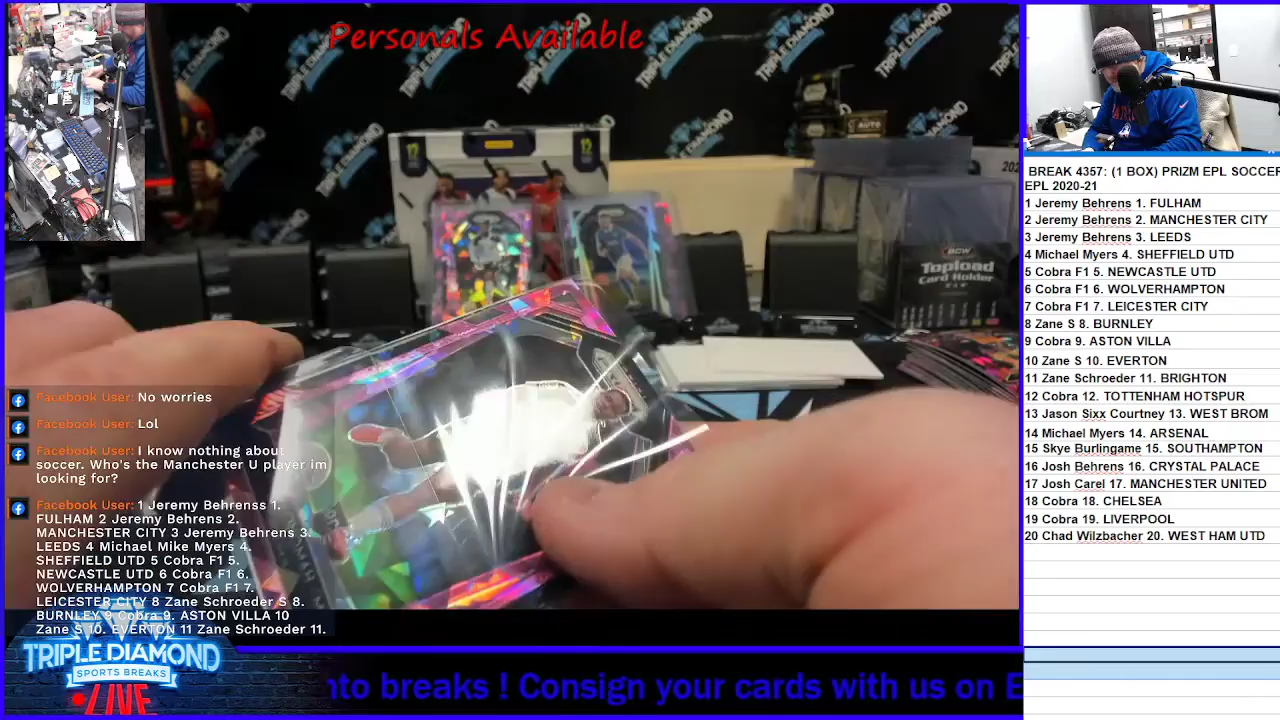 Personals Available
TRIPLE DIAMOND
BCW
Topload
Card Holder
AUTO
12
12
Facebook User: No worries
Facebook User: Lol
Facebook User: I know nothing about
soccer. Who's the Manchester U player im
looking for?
Facebook User: 1 Jeremy Behrenss 1.
FULHAM 2 Jeremy Behrens 2.
MANCHESTER CITY 3 Jeremy Behrens 3.
LEEDS 4 Michael Mike Myers 4.
SHEFFIELD UTD 5 Cobra F1 5.
NEWCASTLE UTD 6 Cobra F1 6.
WOLVERHAMPTON 7 Cobra F1 7.
LEICESTER CITY 8 Zane Schroeder S 8.
BURNLEY 9 Cobra 9. ASTON VILLA 10
Zane S 10. EVERTON 11 Zane Schroeder 11.
TRIPLE DIAMOND
SPORTS BREAKS
LIVE
nto breaks ! Consign your cards with us on E
BREAK 4357: (1 BOX) PRIZM EPL SOCCER
EPL 2020-21
1 Jeremy Behrens 1. FULHAM
2 Jeremy Behrens 2. MANCHESTER CITY
3 Jeremy Behrens 3. LEEDS
4 Michael Myers 4. SHEFFIELD UTD
5 Cobra F1 5. NEWCASTLE UTD
6 Cobra F1 6. WOLVERHAMPTON
7 Cobra F1 7. LEICESTER CITY
8 Zane S 8. BURNLEY
9 Cobra 9. ASTON VILLA
10 Zane S 10. EVERTON
11 Zane Schroeder 11. BRIGHTON
12 Cobra 12. TOTTENHAM HOTSPUR
13 Jason Sixx Courtney 13. WEST BROM
14 Michael Myers 14. ARSENAL
15 Skye Burmgame 15. SOUTHAMPTON
16 Josh Behrens 16. CRYSTAL PALACE
17 Josh Carel 17. MANCHESTER UNITED
18 Cobra 18. CHELSEA
19 Cobra 19. LIVERPOOL
20 Chad Wilzbacher 20. WEST HAM UTD